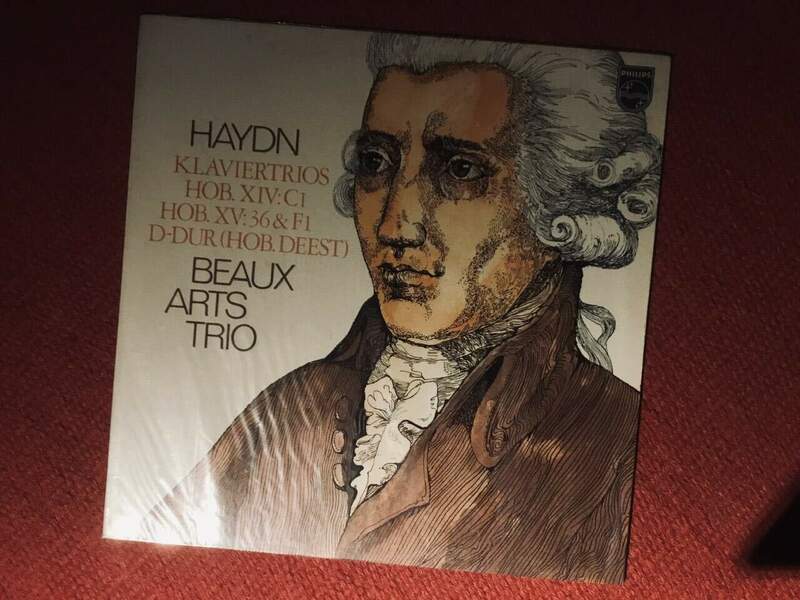 PHILIPS
HAYDN
KLAVIERTRIOS
HOB. XIV: C1
HOB. XV: 36 & F1
D-DUR (HOB. DEEST)
BEAUX
ARTS
TRIO